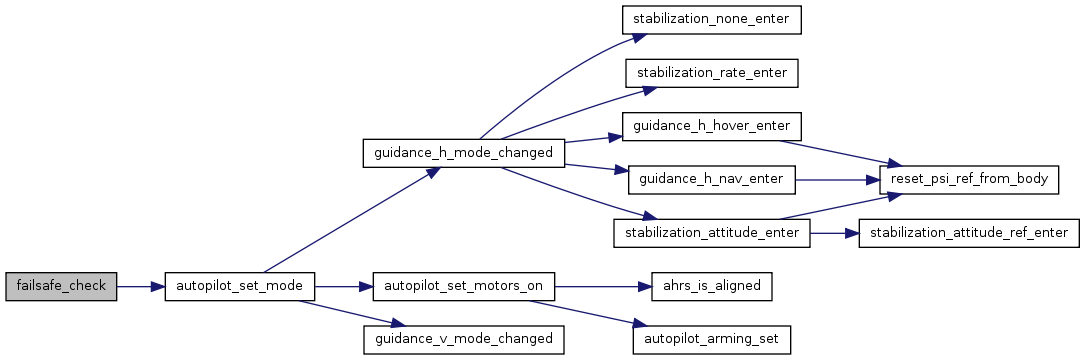 stabilization_none_enter
stabilization_rate_enter
guidance_h_hover_enter
guidance_h_mode_changed
guidance_h_nav_enter
reset_psi_ref_from_body
stabilization_attitude_enter
stabilization_attitude_ref_enter
failsafe_check
autopilot_set_mode
autopilot_set_motors_on
ahrs_is_aligned
guidance_v_mode_changed
autopilot_arming_set